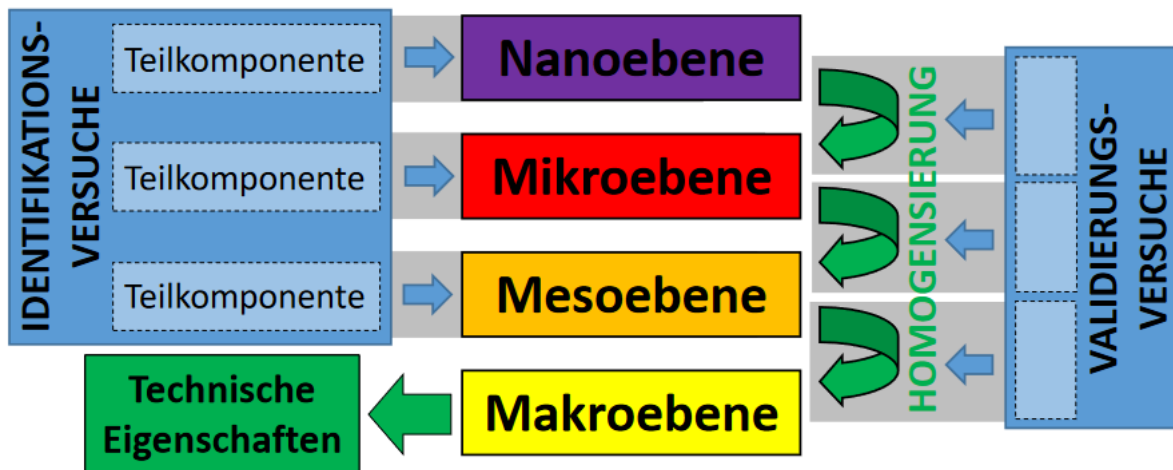 IDENTIFIKATIONS-
VERSUCHE
Teilkomponente
Teilkomponente
Teilkomponente
Nanoebene
Mikroebene
Mesoebene
Makroebene
Technische
Eigenschaften
HOMOGENSIERUNG
VALIDIERUNGS-
VERSUCHE